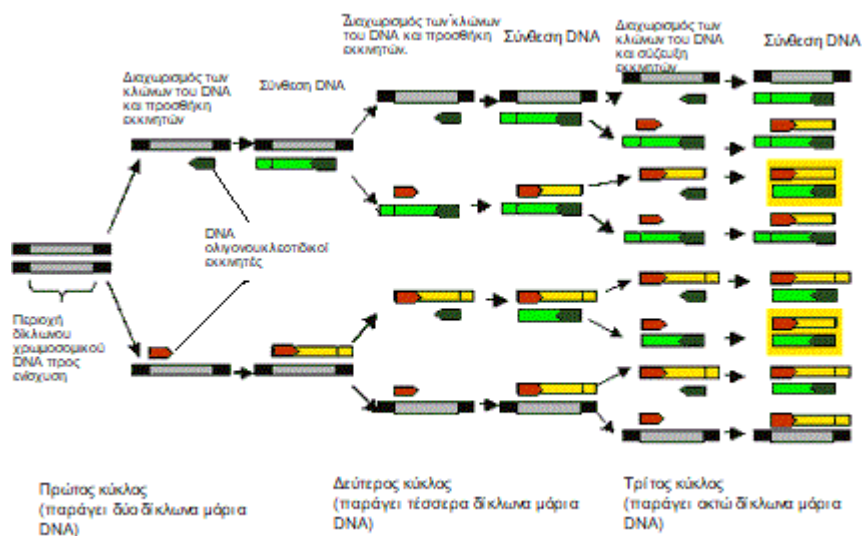 Διαχωρισμός των
κλώνων του DNA
και προσθήκη
εκκινητών
Σύνθεση DNA
Διαχωρισμός των κλώνων
του DNA και προσθήκη
εκκινητών.
Σύνθεση DNA
Διαχωρισμός των
κλώνων του DNA
και σύζευξη
εκκινητών
Σύνθεση DNA
DNA
ολιγονουκλεοτιδικοί
εκκινητές
Περιοχή
δίκλωνου
χρωμοσομικού
DNA προς
ενίσχυση
Πρώτος κύκλος
(παράγει δύο δίκλωνα μόρια
DNA)
Δεύτερος κύκλος
(παράγει τέσσερα δίκλωνα μόρια
DNA)
Τρίτος κύκλος
(παράγει οκτώ δίκλωνα μόρια
DNA)